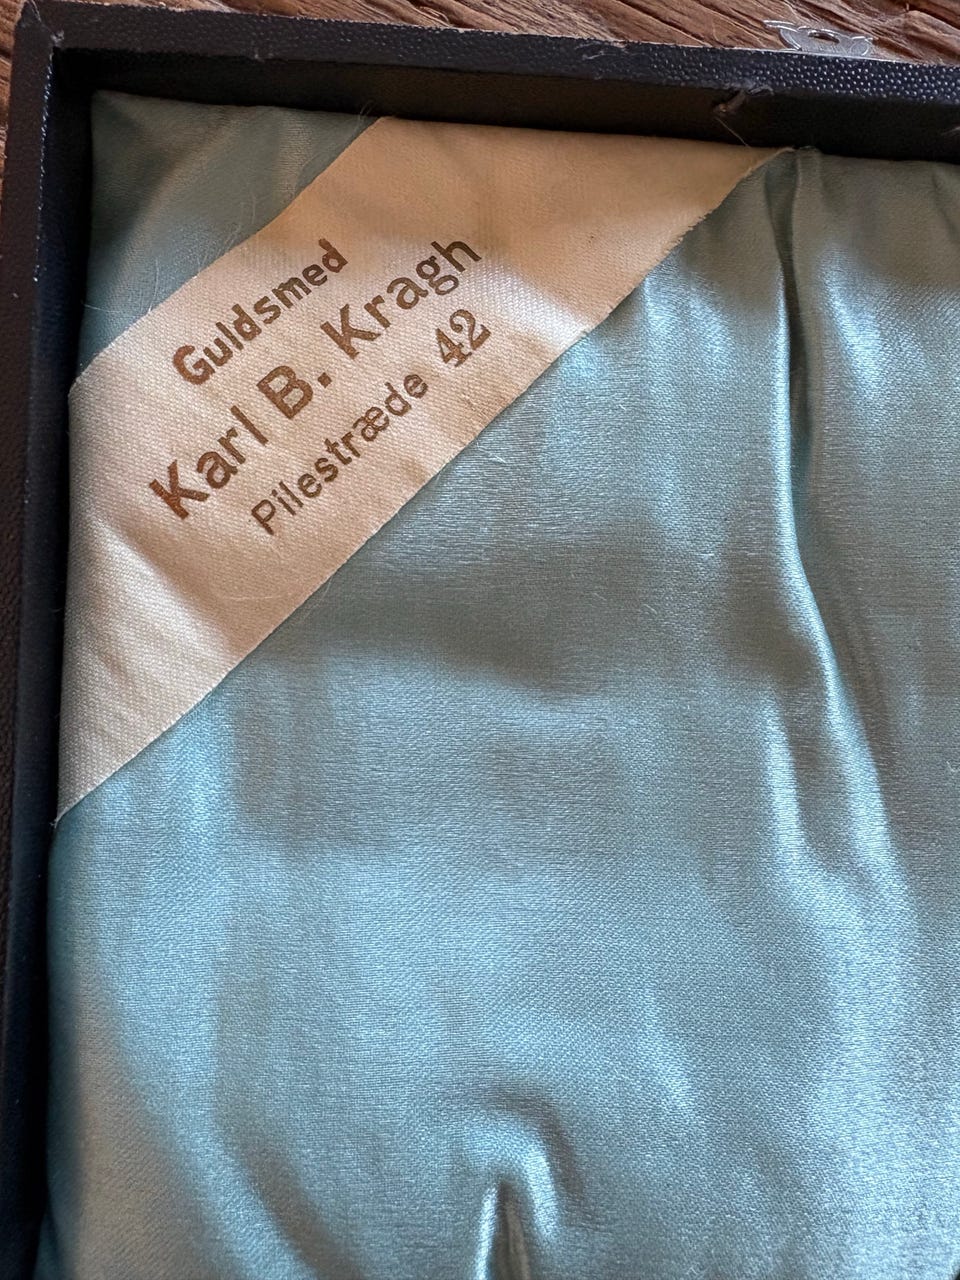 Guldsmed
Karl B. Kragh
Pilestræde 42